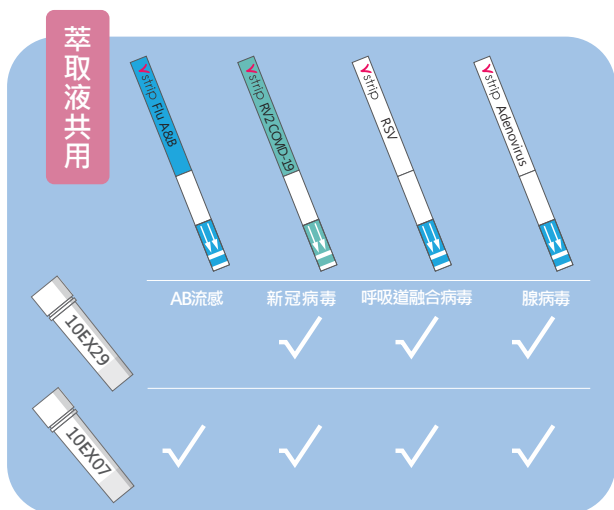 萃取液共用
Vstrip Flu A&B
Vstrip RV2 COVID-19
Vstrip RSV
Vstrip Adenovirus
AB流感
新冠病毒
呼吸道融合病毒
腺病毒
10EX29
10EX07